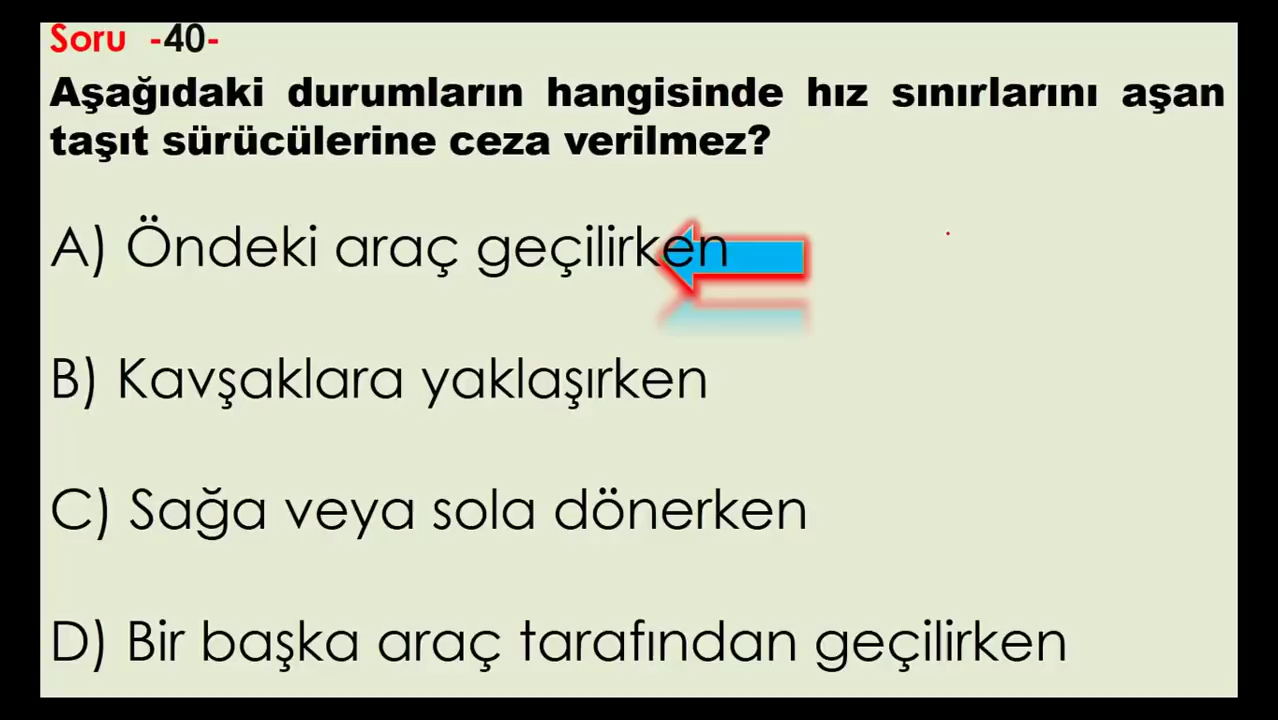 Soru -40-
Aşağıdaki durumların hangisinde hız sınırlarını aşan
taşıt sürücülerine ceza verilmez?
A) Öndeki araç geçilirken
B) Kavşaklara yaklaşırken
C) Sağa veya sola dönerken
D) Bir başka araç tarafından geçilirken